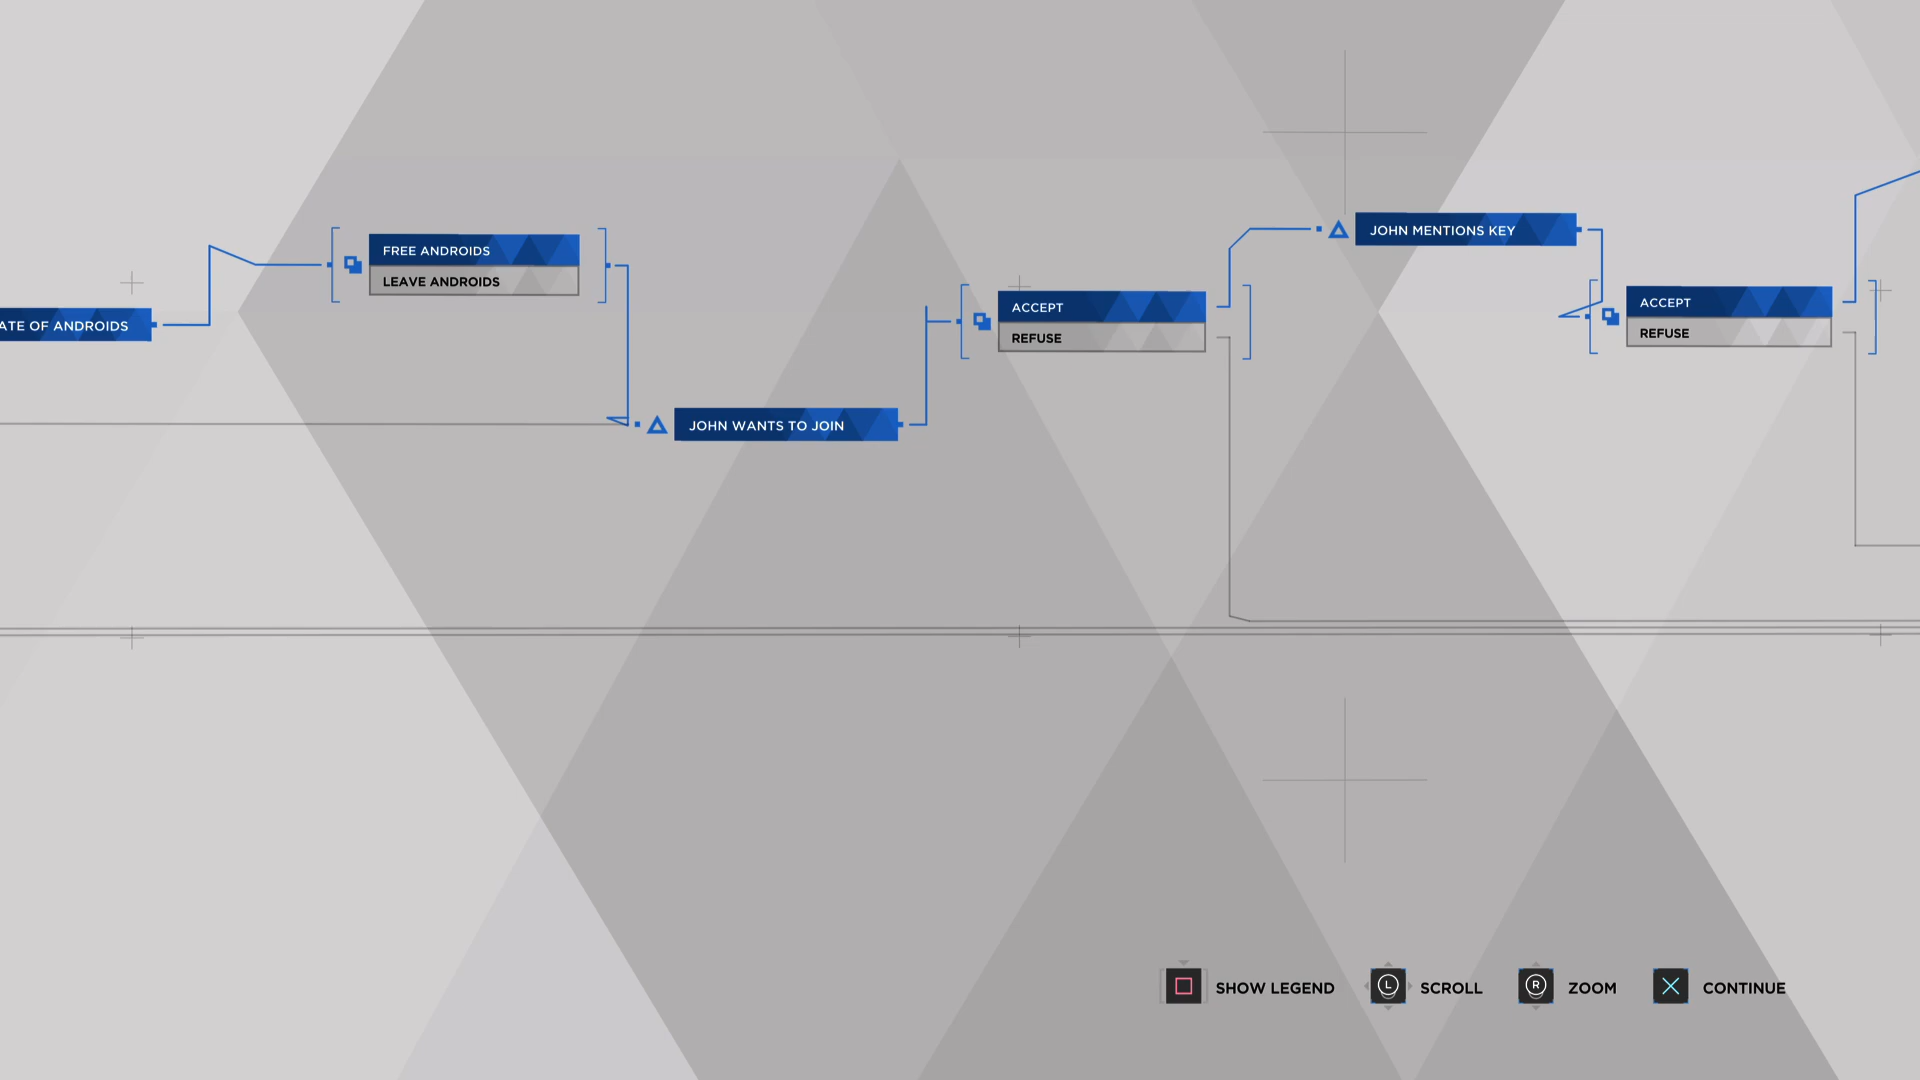 ATE OF ANDROIDS
FREE ANDROIDS
LEAVE ANDROIDS
JOHN WANTS TO JOIN
ACCEPT
REFUSE
JOHN MENTIONS KEY
ACCEPT
REFUSE
SHOW LEGEND
L
SCROLL
R
ZOOM
CONTINUE